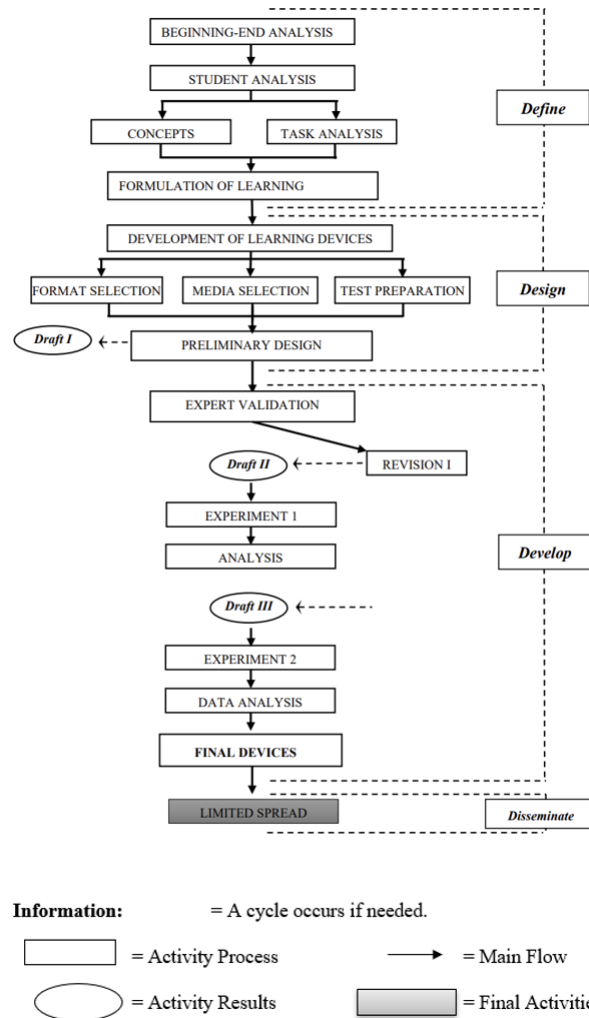 BEGINNING-END ANALYSIS
STUDENT ANALYSIS
Define
CONCEPTS
TASK ANALYSIS
FORMULATION OF LEARNING
DEVELOPMENT OF LEARNING DEVICES
FORMAT SELECTION
MEDIA SELECTION
TEST PREPARATION
Design
Draft I
PRELIMINARY DESIGN
EXPERT VALIDATION
Draft II
REVISION I
EXPERIMENT 1
ANALYSIS
Develop
Draft III
EXPERIMENT 2
DATA ANALYSIS
FINAL DEVICES
LIMITED SPREAD
Disseminate
Information: = A cycle occurs if needed.
= Activity Process
= Main Flow
= Activity Results
= Final Activitie